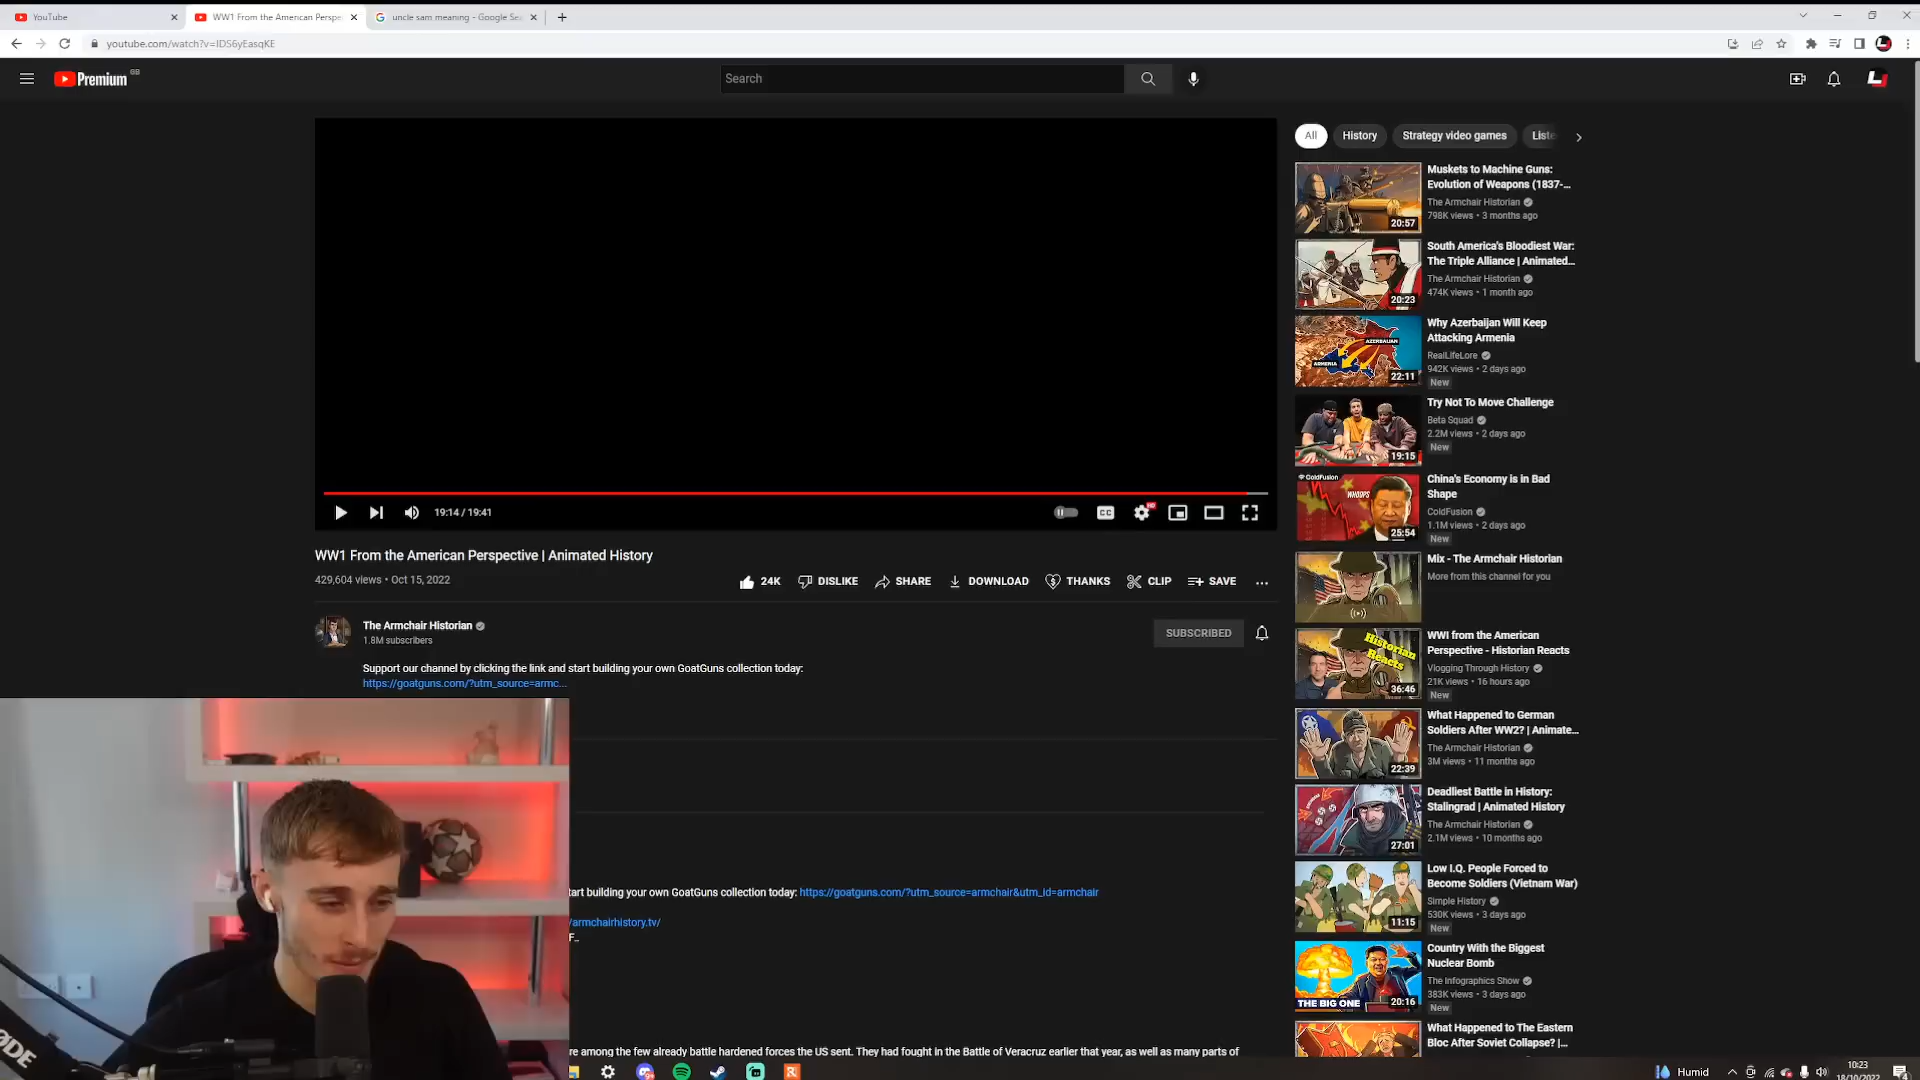 YouTube
WW1 From the American Perspe
uncle sam meaning - Google Se
youtube.com/watch?v=IDS6yEasqKE
Premium GB
Search
19:14 / 19:41
CC
HD
WW1 From the American Perspective | Animated History
429,604 views • Oct 15, 2022
24K
DISLIKE
SHARE
DOWNLOAD
THANKS
CLIP
SAVE
The Armchair Historian
1.8M subscribers
SUBSCRIBED
Support our channel by clicking the link and start building your own GoatGuns collection today:
https://goatguns.com/?utm_source=armc...
tart building your own GoatGuns collection today: https://goatguns.com/?utm_source=armchair&utm_id=armchair
/armchairhistory.tv/
F_
re among the few already battle hardened forces the US sent. They had fought in the Battle of Veracruz earlier that year, as well as many parts of
All
History
Strategy video games
Liste
Muskets to Machine Guns:
Evolution of Weapons (1837-...
The Armchair Historian
798K views • 3 months ago
20:57
South America's Bloodiest War:
The Triple Alliance | Animated...
The Armchair Historian
474K views • 1 month ago
20:23
Why Azerbaijan Will Keep
Attacking Armenia
RealLifeLore
942K views • 2 days ago
New
AZERBAIJAN
ARMENIA
22:11
Try Not To Move Challenge
Beta Squad
2.2M views • 2 days ago
New
19:15
China's Economy is in Bad
Shape
ColdFusion
1.1M views • 2 days ago
New
ColdFusion
WHOOPS
25:54
Mix - The Armchair Historian
More from this channel for you
WWI from the American
Perspective - Historian Reacts
Vlogging Through History
21K views • 16 hours ago
New
Historian
Reacts
36:46
What Happened to German
Soldiers After WW2? | Animate...
The Armchair Historian
3M views • 11 months ago
22:39
Deadliest Battle in History:
Stalingrad | Animated History
The Armchair Historian
2.1M views • 10 months ago
27:01
Low I.Q. People Forced to
Become Soldiers (Vietnam War)
Simple History
530K views • 3 days ago
New
11:15
Country With the Biggest
Nuclear Bomb
The Infographics Show
383K views • 3 days ago
New
THE BIG ONE
20:16
What Happened to The Eastern
Bloc After Soviet Collapse? |...
RØDE
Humid
10:23
18/10/2022